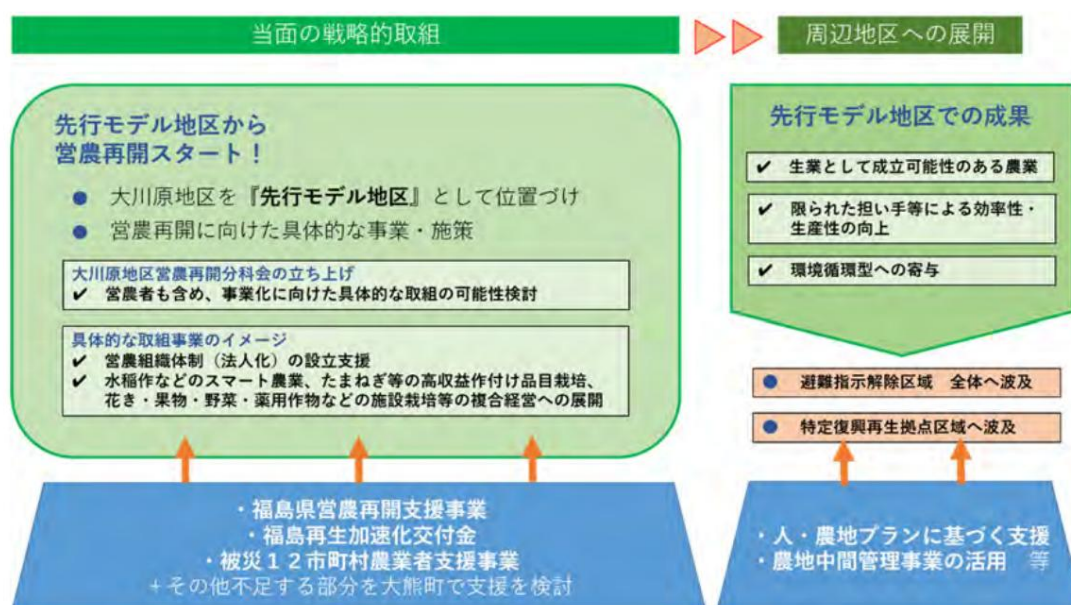 当面の戦略的取組
先行モデル地区から
営農再開スタート！
● 大川原地区を『先行モデル地区』として位置づけ
● 営農再開に向けた具体的な事業・施策
大川原地区営農再開分科会の立ち上げ
✔ 営農者も含め、事業化に向けた具体的な取組の可能性検討
具体的な取組事業のイメージ
✔ 営農組織体制（法人化）の設立支援
✔ 水稲作などのスマート農業、たまねぎ等の高収益作付け品目栽培、
花き・果物・野菜・薬用作物などの施設栽培等の複合経営への展開
・福島県営農再開支援事業
・福島再生加速化交付金
・被災１２市町村農業者支援事業
+その他不足する部分を大熊町で支援を検討
周辺地区への展開
先行モデル地区での成果
✔ 生業として成立可能性のある農業
✔ 限られた担い手等による効率性・
生産性の向上
✔ 環境循環型への寄与
● 避難指示解除区域　全体へ波及
● 特定復興再生拠点区域へ波及
・人・農地プランに基づく支援
・農地中間管理事業の活用　等